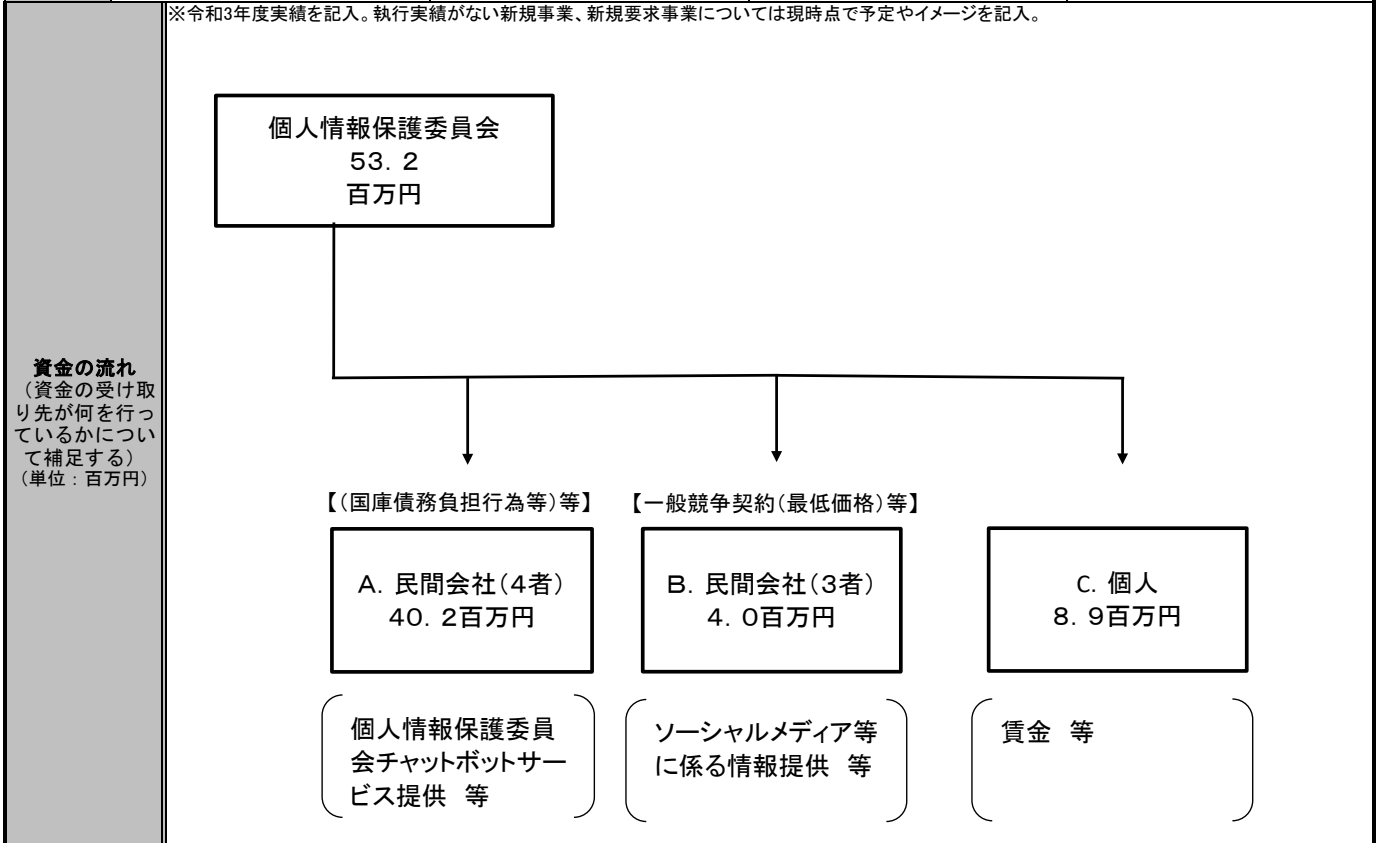 ※令和3年度実績を記入。執行実績がない新規事業、新規要求事業については現時点で予定やイメージを記入。
個人情報保護委員会
53．2
百万円
資金の流れ
（資金の受け取
り先が何を行っ
ているかについ
て補足する）
（単位：百万円）
【（国庫債務負担行為等）等】
【一般競争契約（最低価格）等】
A．民間会社（4者）
40．2百万円
B．民間会社（3者）
4．0百万円
C．個人
8．9百万円
個人情報保護委員
会チャットボットサー
ビス提供　等
ソーシャルメディア等
に係る情報提供　等
賃金　等